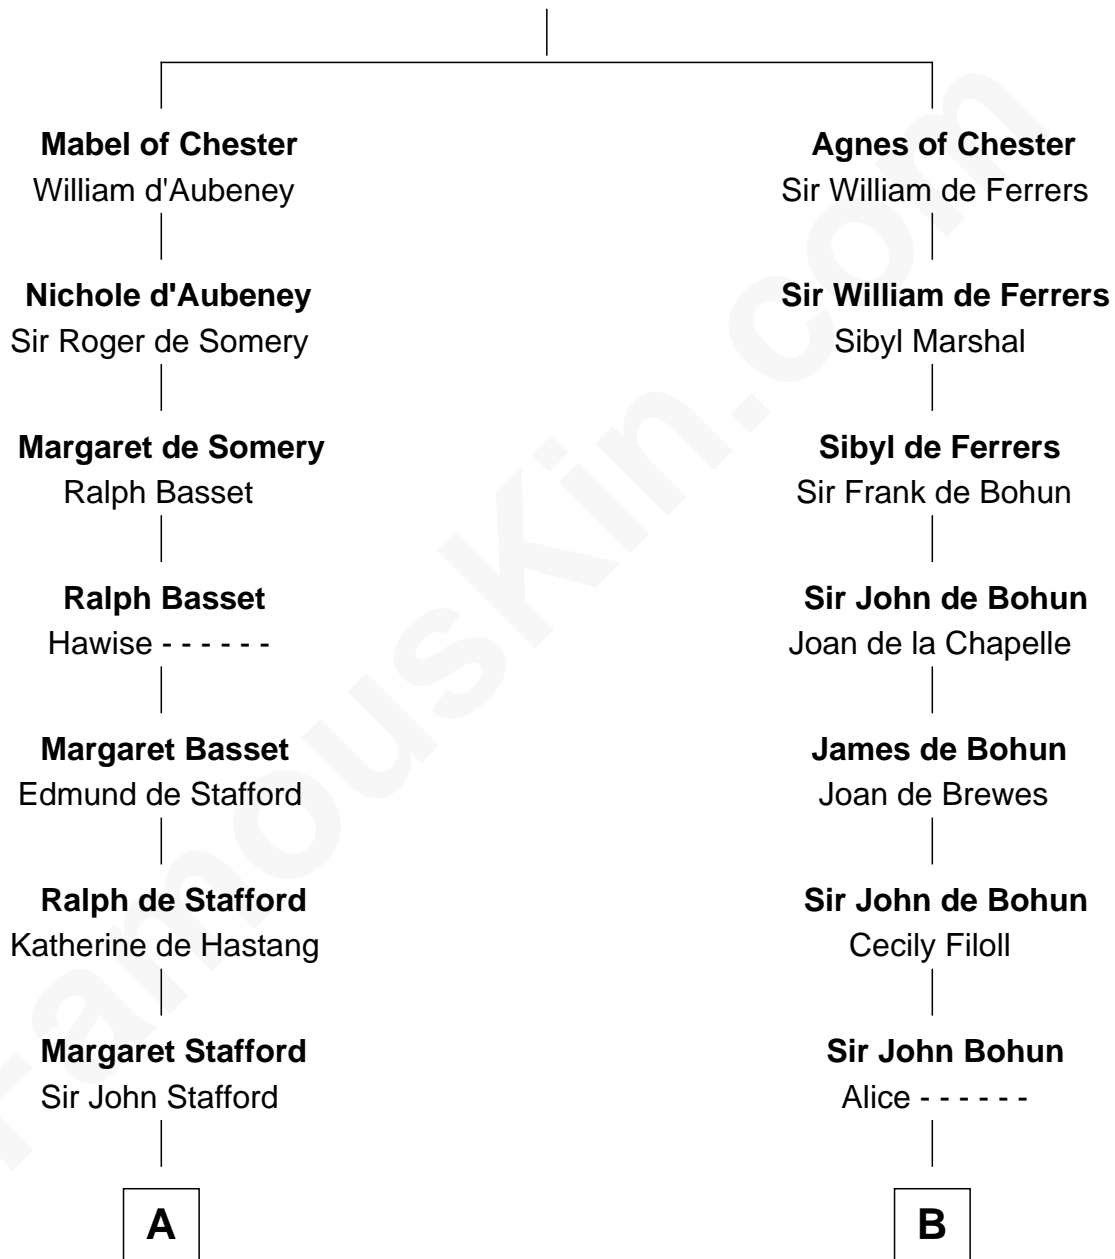 Mabel of Chester
William d'Aubeney
Nichole d'Aubeney
Sir Roger de Somery
Margaret de Somery
Ralph Basset
Ralph Basset
Hawise - - - - - -
Margaret Basset
Edmund de Stafford
Ralph de Stafford
Katherine de Hastang
Margaret Stafford
Sir John Stafford
A
Agnes of Chester
Sir William de Ferrers
Sir William de Ferrers
Sibyl Marshal
Sibyl de Ferrers
Sir Frank de Bohun
Sir John de Bohun
Joan de la Chapelle
James de Bohun
Joan de Brewes
Sir John de Bohun
Cecily Filoll
Sir John Bohun
Alice - - - - - -
B
FamousKin.com